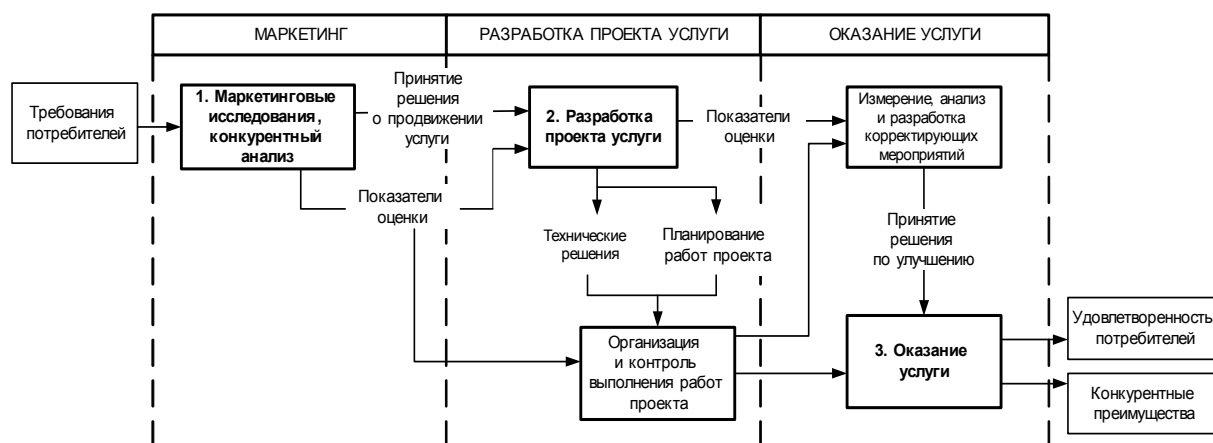 МАРКЕТИНГ
РАЗРАБОТКА ПРОЕКТА УСЛУГИ
ОКАЗАНИЕ УСЛУГИ
Требования
потребителей
1. Маркетинговые
исследования,
конкурентный
анализ
Принятие
решения
о продвижении
услуги
Показатели
оценки
2. Разработка
проекта услуги
Показатели
оценки
Измерение, анализ
и разработка
корректирующих
мероприятий
Технические
решения
Планирование
работ проекта
Принятие
решения
по улучшению
Организация
и контроль
выполнения работ
проекта
3. Оказание
услуги
Удовлетворенность
потребителей
Конкурентные
преимущества